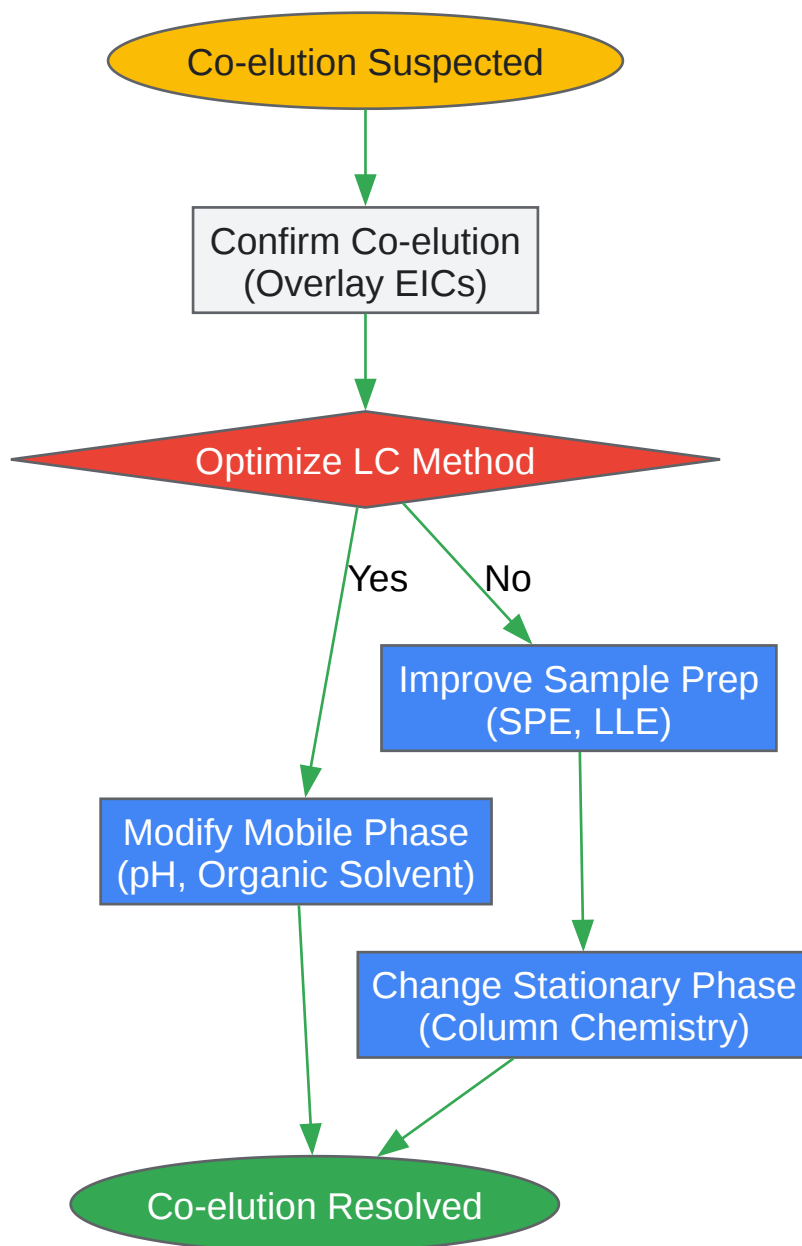 Co-elution Suspected
Confirm Co-elution
(Overlay EICs)
Optimize LC Method
Yes
No
Improve Sample Prep
(SPE, LLE)
Modify Mobile Phase
(pH, Organic Solvent)
Change Stationary Phase
(Column Chemistry)
Co-elution Resolved